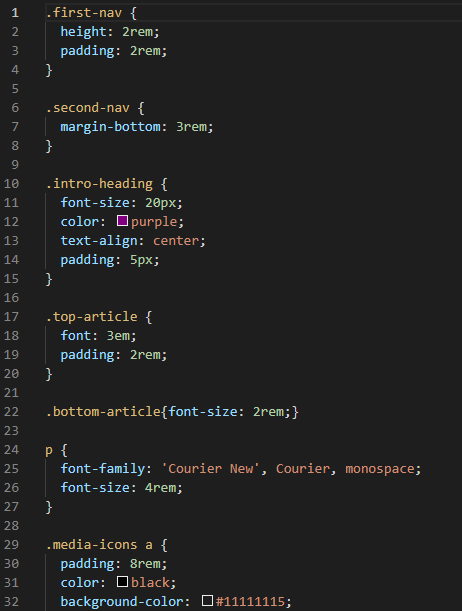 1 .first-nav {
2   height: 2rem;
3   padding: 2rem;
4 }
5
6 .second-nav {
7   margin-bottom: 3rem;
8 }
9
10 .intro-heading {
11   font-size: 20px;
12   color: purple;
13   text-align: center;
14   padding: 5px;
15 }
16
17 .top-article {
18   font: 3em;
19   padding: 2rem;
20 }
21
22 .bottom-article{font-size: 2rem;}
23
24 p {
25   font-family: 'Courier New', Courier, monospace;
26   font-size: 4rem;
27 }
28
29 .media-icons a {
30   padding: 8rem;
31   color: black;
32   background-color: #11111115;